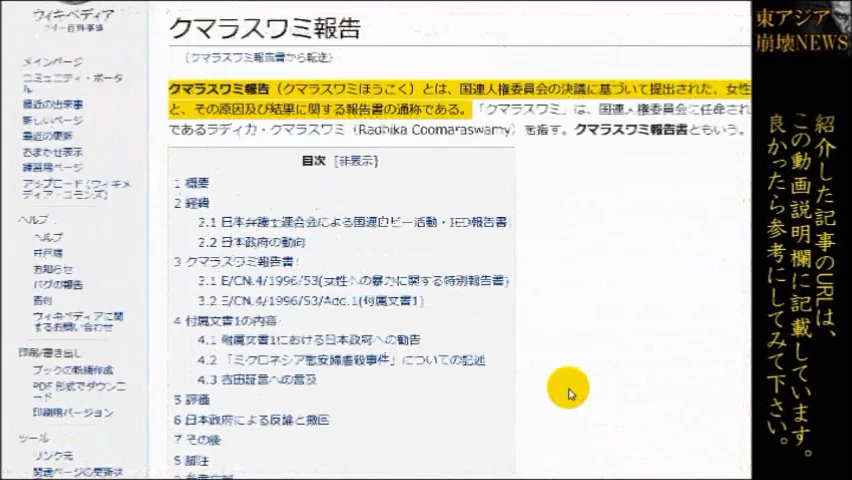 ウィキペディア
フリー百科事典
メインページ
コミュニティ・ポータル
最近の出来事
新しいページ
最近の更新
おまかせ表示
練習用ページ
アップロード (ウィキメディア・コモンズ)
ヘルプ
ヘルプ
井戸端
お知らせ
バグの報告
寄付
ウィキペディアに関するお問い合わせ
印刷/書き出し
ブックの新規作成
PDF 形式でダウンロード
印刷用バージョン
ツール
リンク元
関連ページの更新状
クマラスワミ報告
(クマラスワミ報告書から転送)
クマラスワミ報告（クマラスワミほうこく）とは、国連人権委員会の決議に基づいて提出された、女性
と、その原因及び結果に関する報告書の通称である。「クマラスワミ」は、国連人権委員会に任命され
であるラディカ・クマラスワミ（Radhika Coomaraswamy）を指す。クマラスワミ報告書ともいう。
目次 [非表示]
1 概要
2 経緯
2.1 日本弁護士連合会による国連ロビー活動・IED報告書
2.2 日本政府の動向
3 クマラスワミ報告書
3.1 E/CN.4/1996/53(女性への暴力に関する特別報告書)
3.2 E/CN.4/1996/53/Add.1(付属文書1)
4 付属文書1の内容
4.1 附属文書1における日本政府への勧告
4.2 「ミクロネシア慰安婦虐殺事件」についての記述
4.3 吉田証言への言及
5 評価
6 日本政府による反論と撤回
7 その後
8 脚注
東アジア
崩壊NEWS
紹介した記事のURLは、
この動画説明欄に記載しています。
良かったら参考にしてみて下さい。